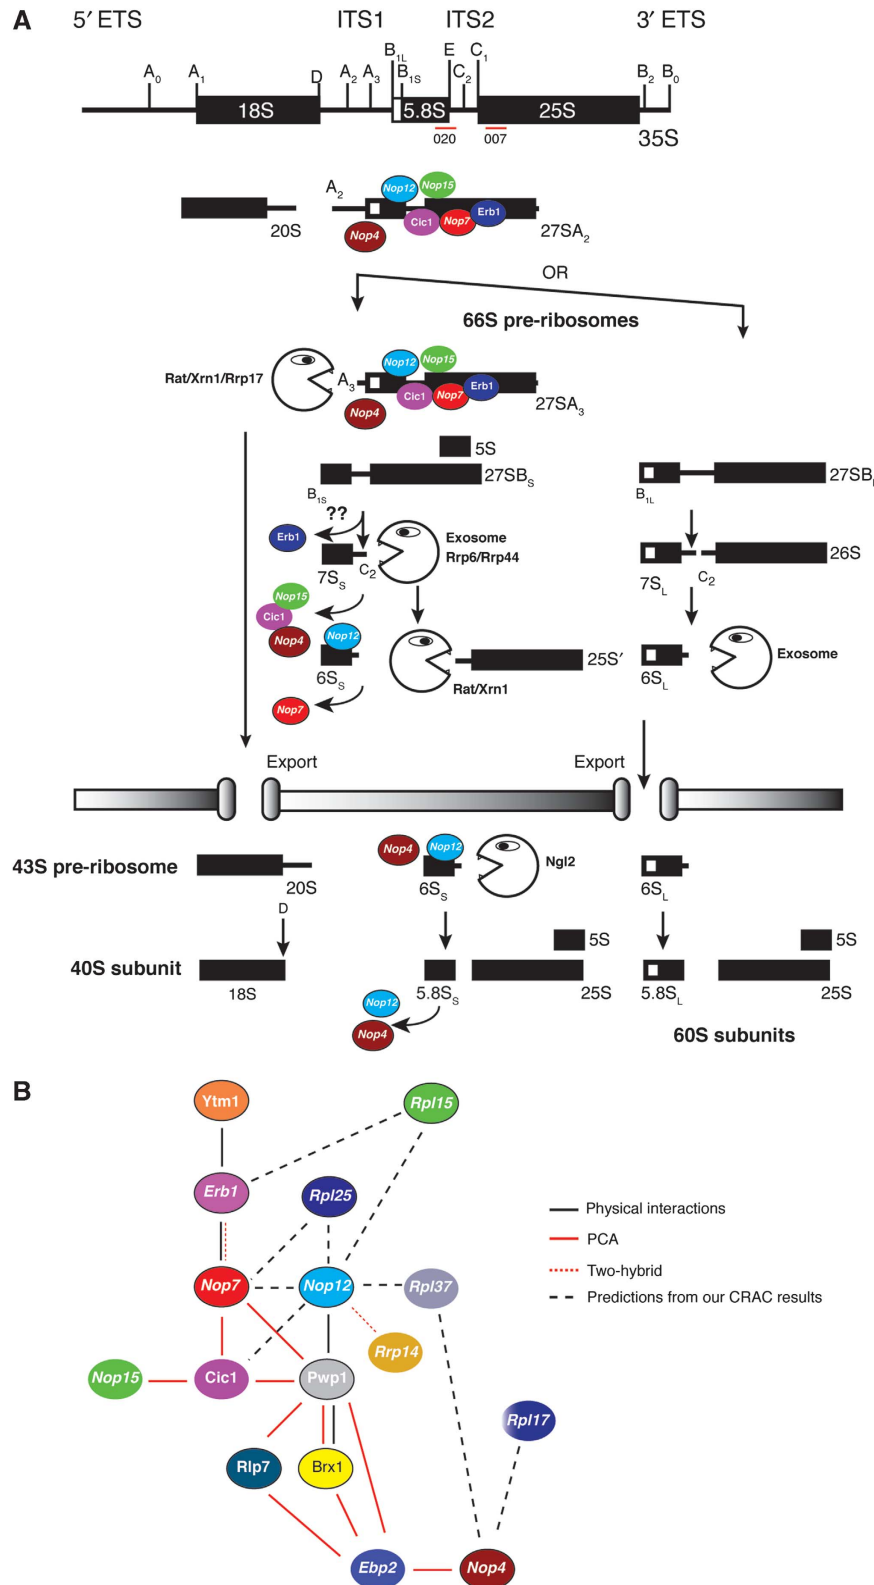 A
5′ ETS ITS1 ITS2 3′ ETS
A0 A1 D A2 A3 B1L B1S E C2 C1 B2 B0
18S 5.8S 25S
020 007
35S
A2 Nop12 Nop15
Cic1 Nop7 Erb1
20S Nop4 27SA2
OR
66S pre-ribosomes
Rat/Xrn1/Rrp17 A3 Nop12 Nop15
Cic1 Nop7 Erb1
Nop4 27SA3
5S
27SBS
B1S B1L
27SB
??
Erb1
Exosome
Rrp6/Rrp44
7SS C2
26S
7SL C2
Nop15
Cic1
Nop4
Nop12
6SS
25S′
Rat/Xrn1
6SL
Exosome
Nop7
Export Export
43S pre-ribosome
20S
Nop4 Nop12
6SS
Ngl2
6SL
D
40S subunit
18S
5S
5.8SS 25S
5S
5.8SL 25S
Nop12
Nop4
60S subunits
B
Ytm1 Rpl15
Erb1 Rpl25
Nop7 Nop12 Rpl37
Rrp14
Nop15 Cic1 Pwp1
Rpl17
Rlp7 Brx1
Ebp2 Nop4
Physical interactions
PCA
Two-hybrid
Predictions from our CRAC results